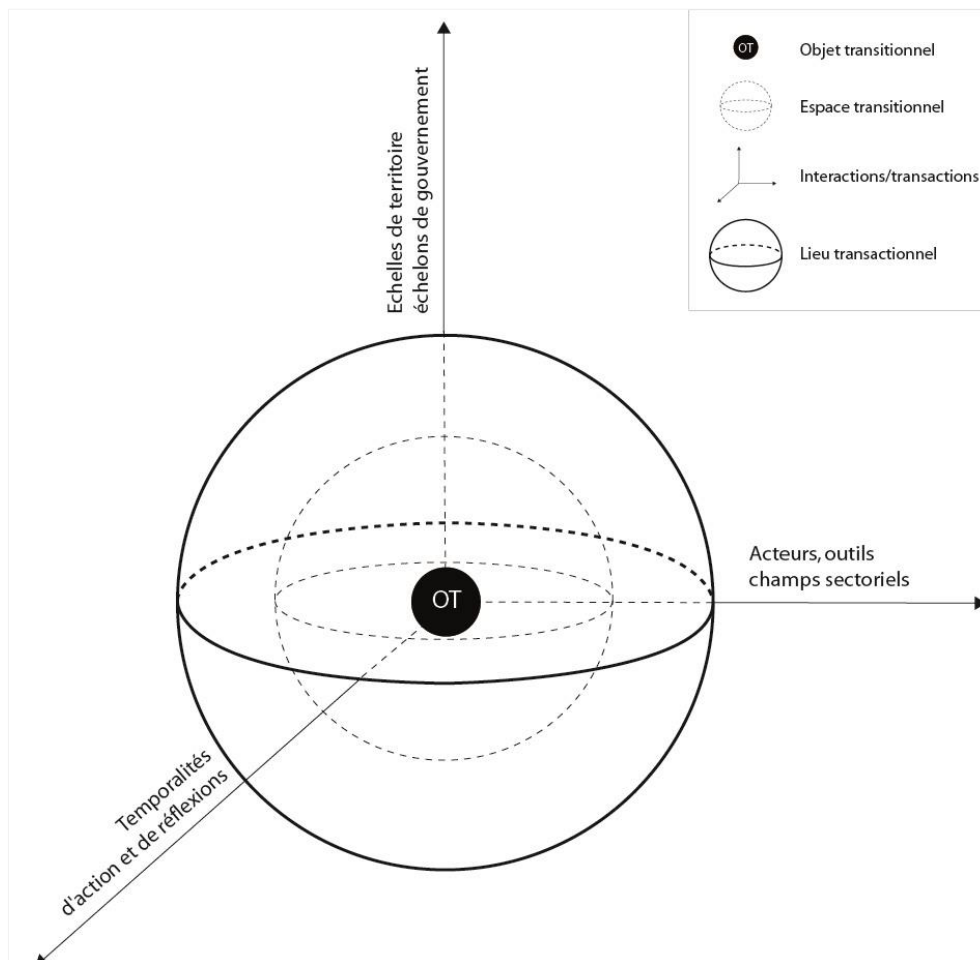 OT
Objet transitionnel
Espace transitionnel
Interactions/transactions
Lieu transactionnel
Echelles de territoire
échelons de gouvernement
Acteurs, outils
champs sectoriels
OT
Temporalités
d'action et de réflexions